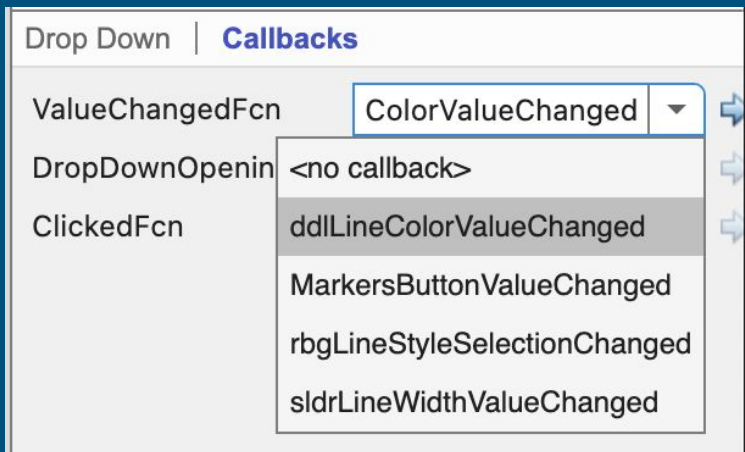 Drop Down | Callbacks
ValueChangedFcn ColorValueChanged
DropDownOpenin <no callback>
ClickedFcn ddlLineColorValueChanged
MarkersButtonValueChanged
rbgLineStyleSelectionChanged
sldrLineWidthValueChanged